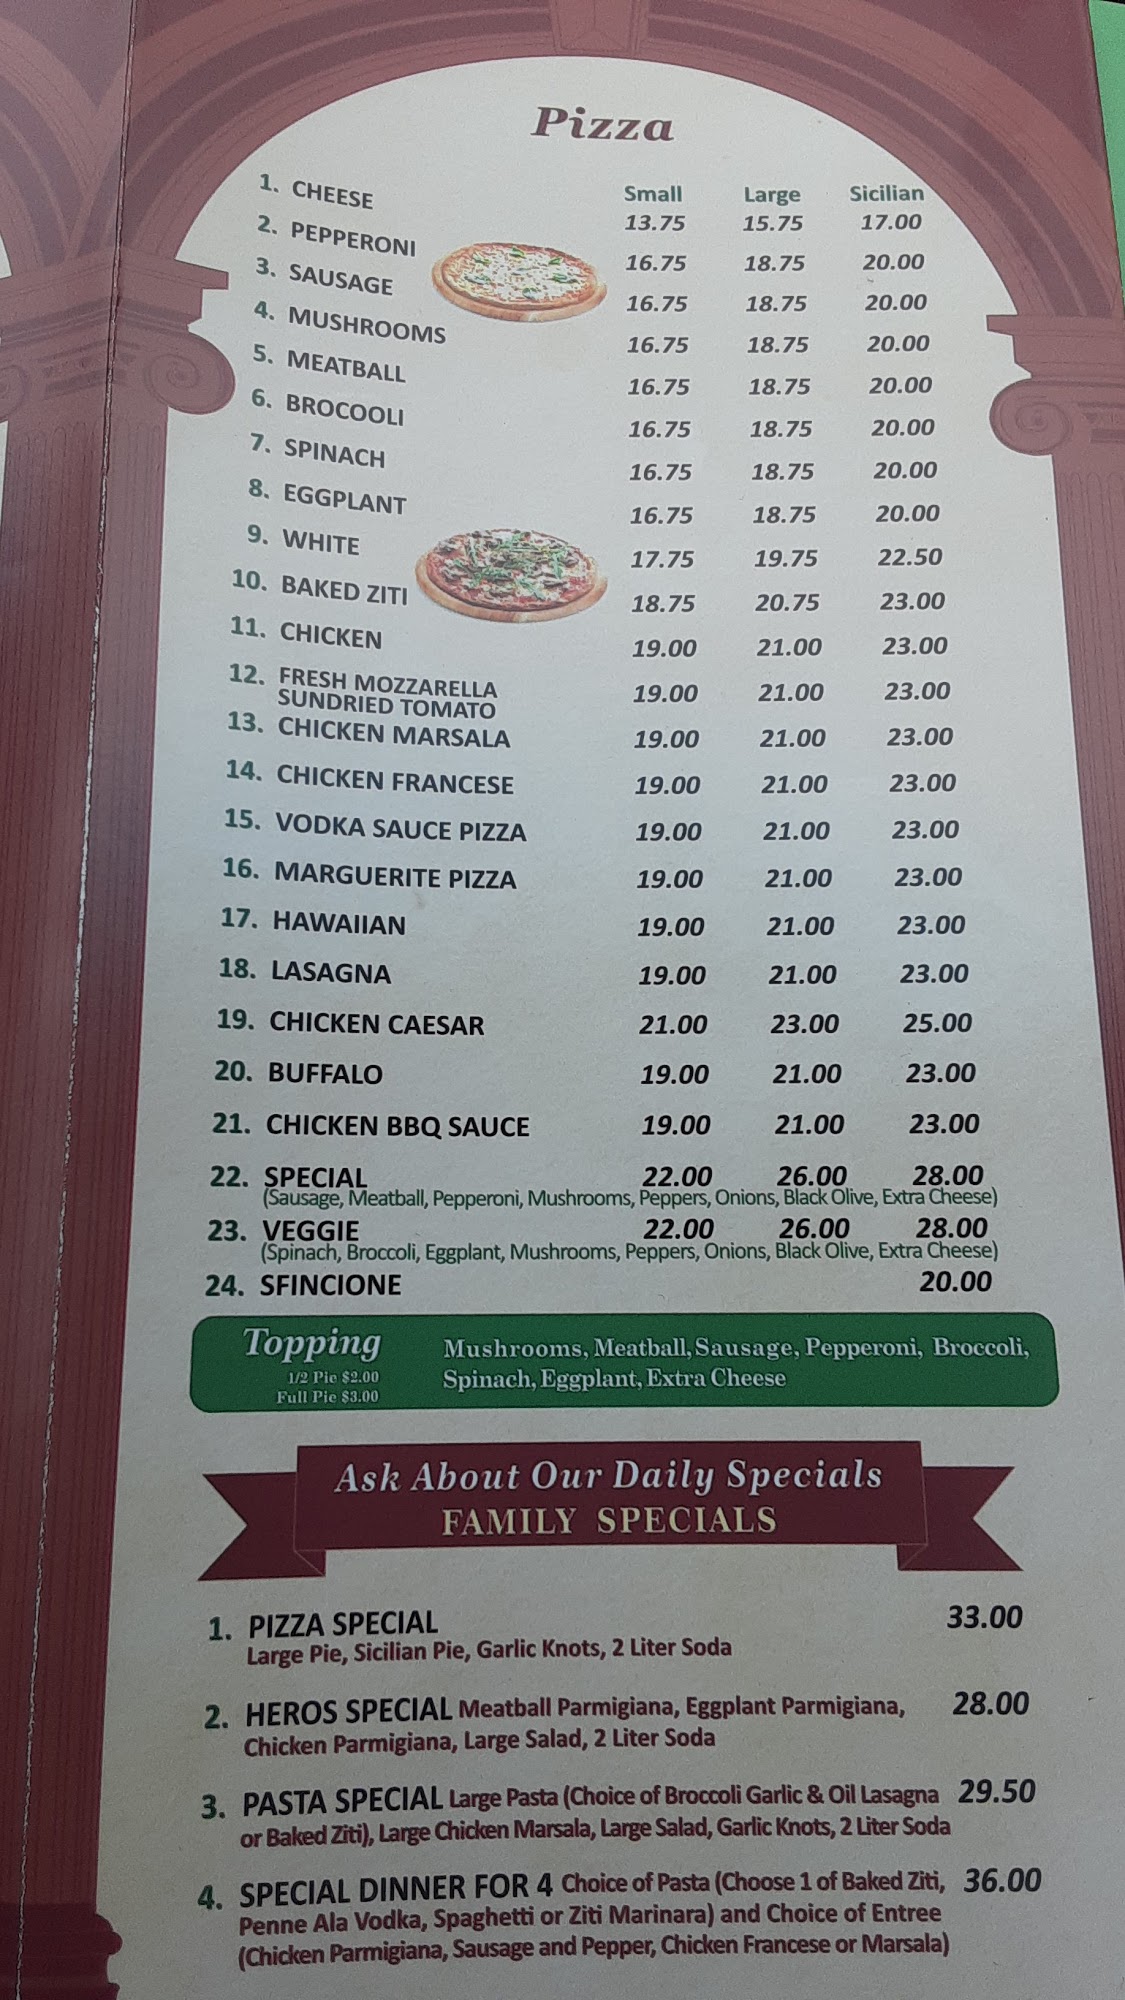 Pizza
Small Large Sicilian
1. CHEESE 13.75 15.75 17.00
2. PEPPERONI 16.75 18.75 20.00
3. SAUSAGE 16.75 18.75 20.00
4. MUSHROOMS 16.75 18.75 20.00
5. MEATBALL 16.75 18.75 20.00
6. BROCOOLI 16.75 18.75 20.00
7. SPINACH 16.75 18.75 20.00
8. EGGPLANT 16.75 18.75 20.00
9. WHITE 17.75 19.75 22.50
10. BAKED ZITI 18.75 20.75 23.00
11. CHICKEN 19.00 21.00 23.00
12. FRESH MOZZARELLA 19.00 21.00 23.00
SUNDRIED TOMATO
13. CHICKEN MARSALA 19.00 21.00 23.00
14. CHICKEN FRANCESE 19.00 21.00 23.00
15. VODKA SAUCE PIZZA 19.00 21.00 23.00
16. MARGUERITE PIZZA 19.00 21.00 23.00
17. HAWAIIAN 19.00 21.00 23.00
18. LASAGNA 19.00 21.00 23.00
19. CHICKEN CAESAR 21.00 23.00 25.00
20. BUFFALO 19.00 21.00 23.00
21. CHICKEN BBQ SAUCE 19.00 21.00 23.00
22. SPECIAL 22.00 26.00 28.00
(Sausage, Meatball, Pepperoni, Mushrooms, Peppers, Onions, Black Olive, Extra Cheese)
23. VEGGIE 22.00 26.00 28.00
(Spinach, Broccoli, Eggplant, Mushrooms, Peppers, Onions, Black Olive, Extra Cheese)
24. SFINCIONE 20.00
Topping
1/2 Pie $2.00
Full Pie $3.00
Mushrooms, Meatball, Sausage, Pepperoni, Broccoli,
Spinach, Eggplant, Extra Cheese
Ask About Our Daily Specials
FAMILY SPECIALS
1. PIZZA SPECIAL 33.00
Large Pie, Sicilian Pie, Garlic Knots, 2 Liter Soda
2. HEROS SPECIAL Meatball Parmigiana, Eggplant Parmigiana, 28.00
Chicken Parmigiana, Large Salad, 2 Liter Soda
3. PASTA SPECIAL Large Pasta (Choice of Broccoli Garlic & Oil Lasagna 29.50
or Baked Ziti), Large Chicken Marsala, Large Salad, Garlic Knots, 2 Liter Soda
4. SPECIAL DINNER FOR 4 Choice of Pasta (Choose 1 of Baked Ziti, 36.00
Penne Ala Vodka, Spaghetti or Ziti Marinara) and Choice of Entree
(Chicken Parmigiana, Sausage and Pepper, Chicken Francese or Marsala)